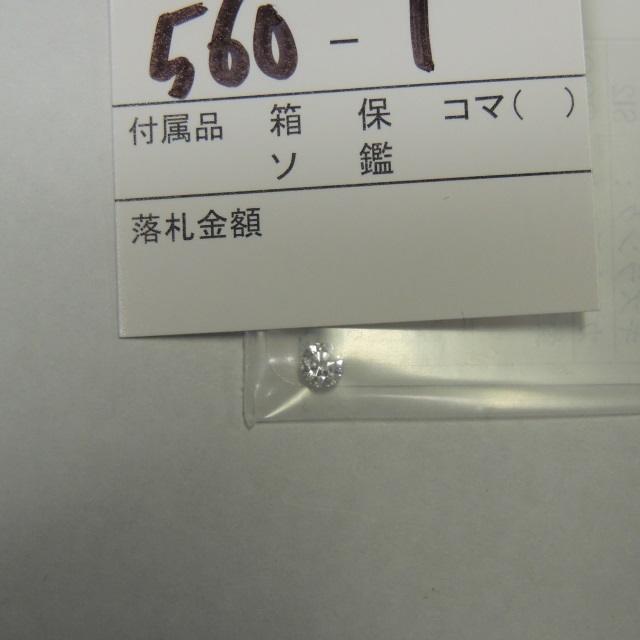 560-1
付属品 箱 保 コマ( )
ソ 鑑
落札金額